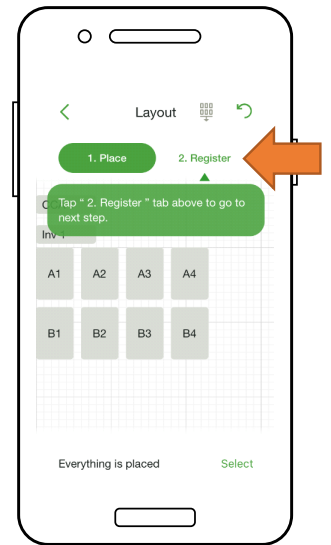 Layout
1. Place
2. Register
Tap “ 2. Register ” tab above to go to
next step.
Inv 1
A1 A2 A3 A4
B1 B2 B3 B4
Everything is placed
Select